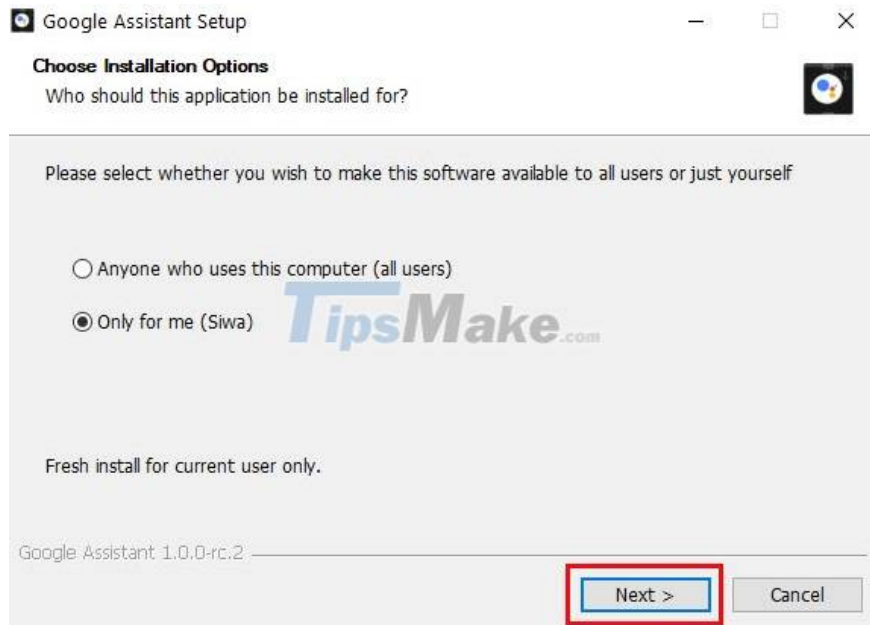 Google Assistant Setup
Choose Installation Options
Who should this application be installed for?
Please select whether you wish to make this software available to all users or just yourself
Anyone who uses this computer (all users)
Only for me (Siwa)
TipsMake.com
Fresh install for current user only.
Google Assistant 1.0.0-rc.2
Next >
Cancel